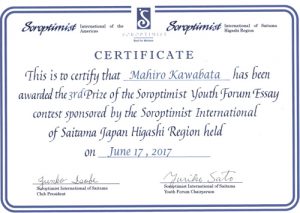 Soroptimist International of the Americas
S
SOROPTIMIST
Soroptimist International of Saitama Higashi Region
CERTIFICATE
This is to certify that Mahiro Kawabata has been
awarded the 3rd Prize of the Soroptimist Youth Forum Essay
contest sponsored by the Soroptimist International
of Saitama Japan Higashi Region held
on June 17, 2017
Yuriko Sato
Soroptimist International of Saitama
Club President
Soroptimist International of Saitama
Youth Forum Chairperson